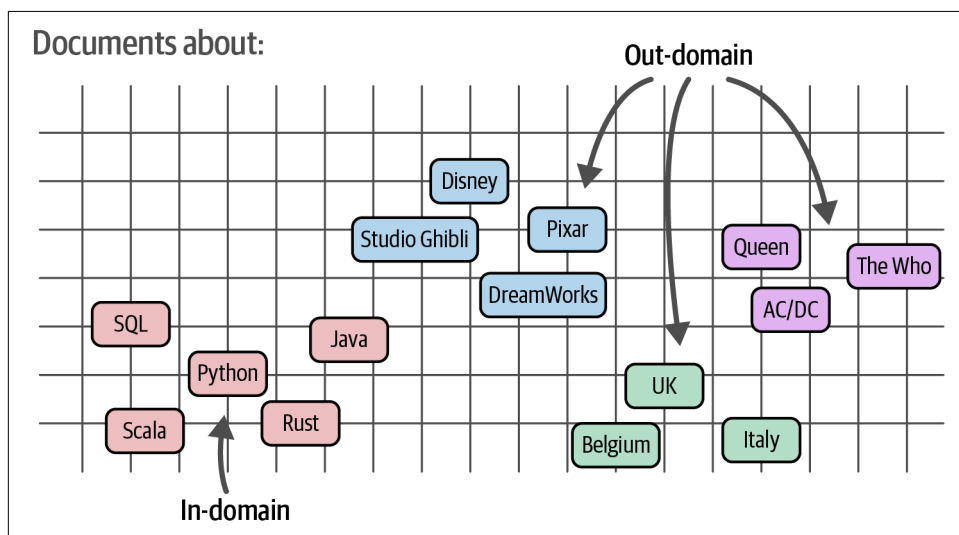 Documents about:
Out-domain
Disney
Pixar
Studio Ghibli
Queen
The Who
DreamWorks
AC/DC
SQL
Java
Python
UK
Scala
Rust
Belgium
Italy
In-domain